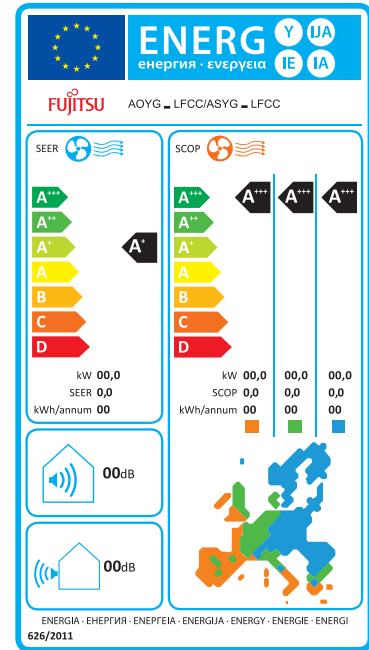 ENERG Y IJA
енергия · ενεργεια IE IA
FUJITSU AOYG _ LFCC/ASYG _ LFCC
SEER
SCOP
A+++ A+++ A+++ A+++ A+++
A++ A++
A+ A+ A+
A A
B B
C C
D D
kW 00,0
SEER 0,0
kWh/annum 00
kW 00,0 00,0 00,0
SCOP 0,0 0,0 0,0
kWh/annum 00 00 00
00dB
00dB
ENERGIA · ЕНЕРГИЯ · ΕΝΕΡΓΕΙΑ · ENERGIJA · ENERGY · ENERGIE · ENERGI
626/2011